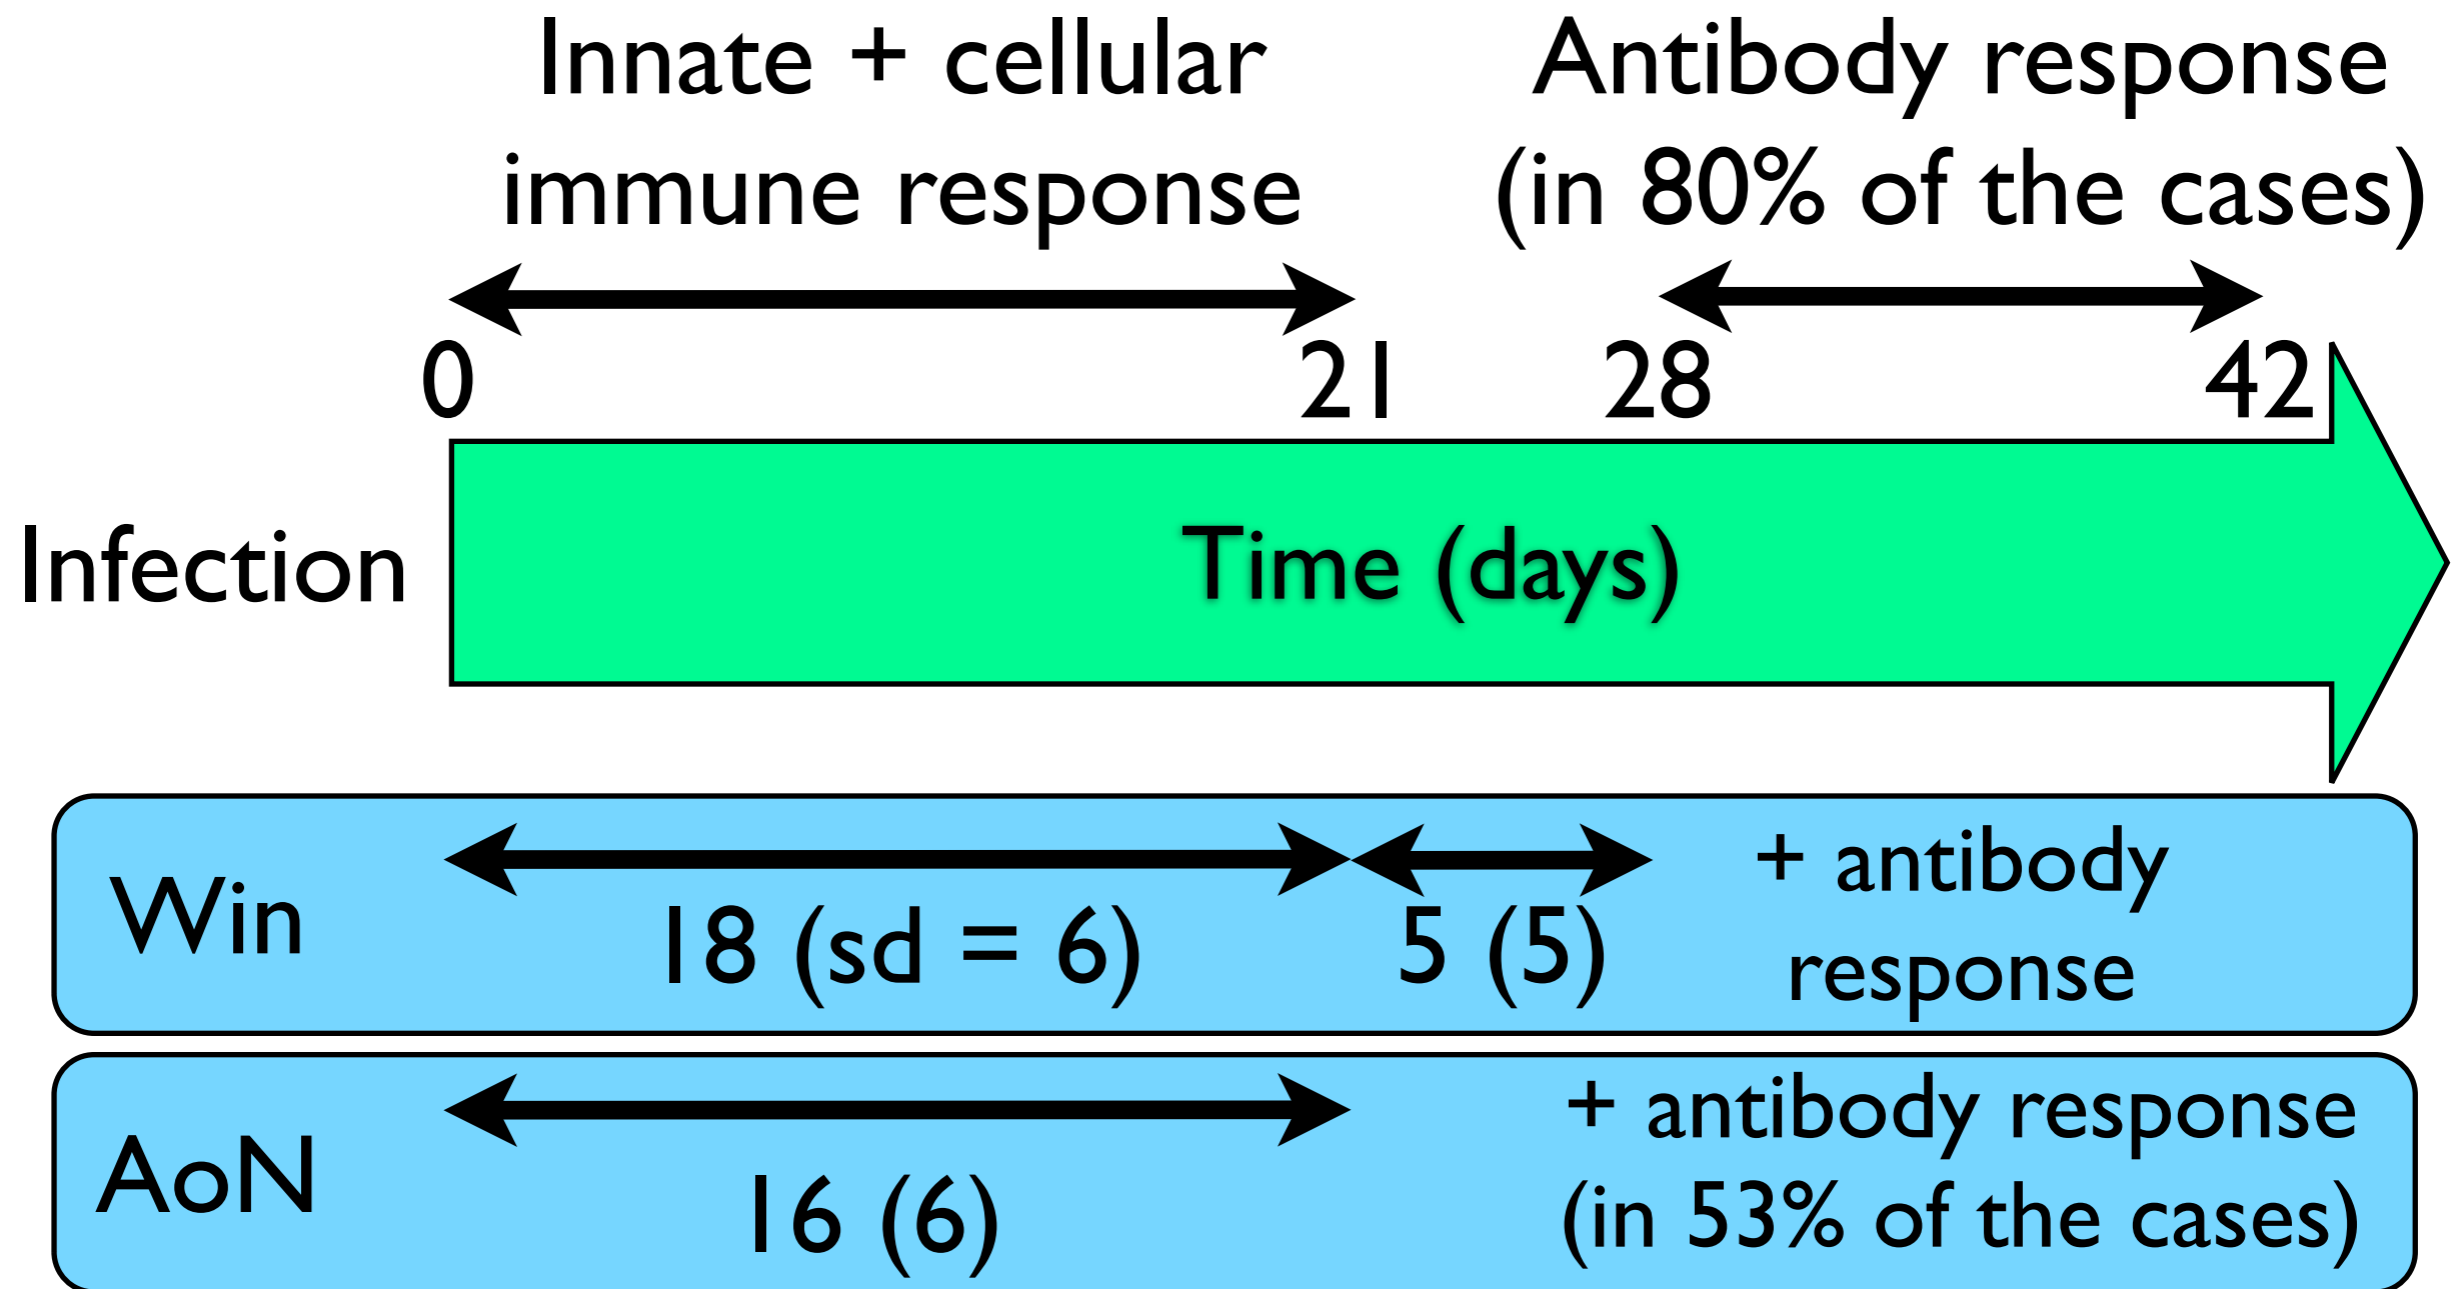 Innate + cellular
immune response
Antibody response
(in 80% of the cases)
0
21
28
42
Infection
Time (days)
Win
18 (sd = 6)
5 (5)
+ antibody
response
AoN
16 (6)
+ antibody response
(in 53% of the cases)